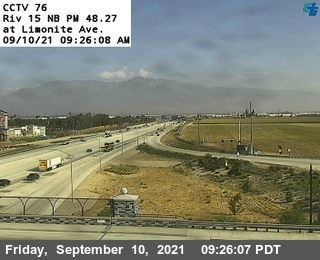 CCTV 76
Riv 15 NB PM 48.27
at Limonite Ave.
09/10/21 09:26:08 AM
Friday, September 10, 2021 09:26:07 PDT